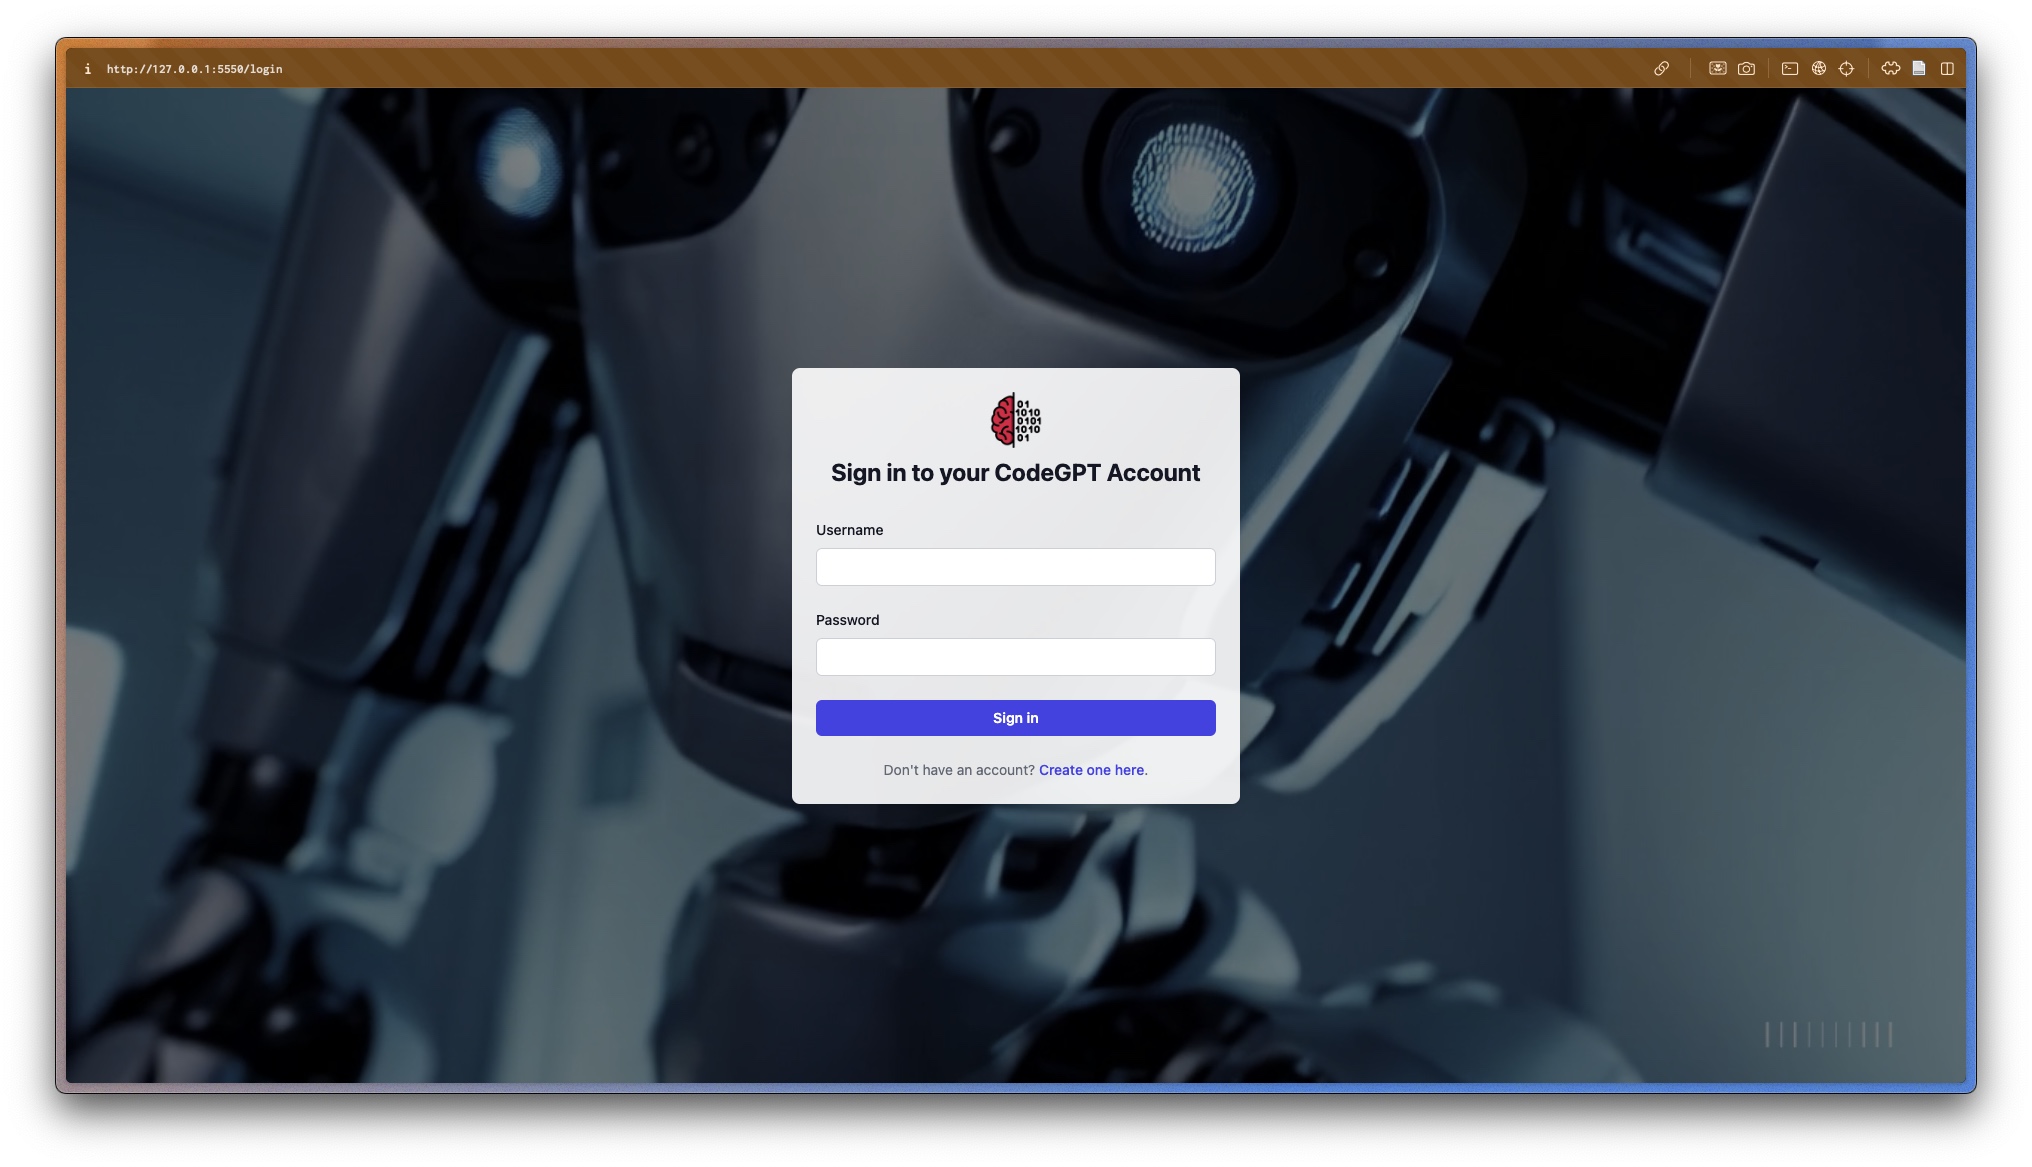 http://127.0.0.1:5550/login
01
1010
0101
1010
01
Sign in to your CodeGPT Account
Username
Password
Sign in
Don't have an account? Create one here.